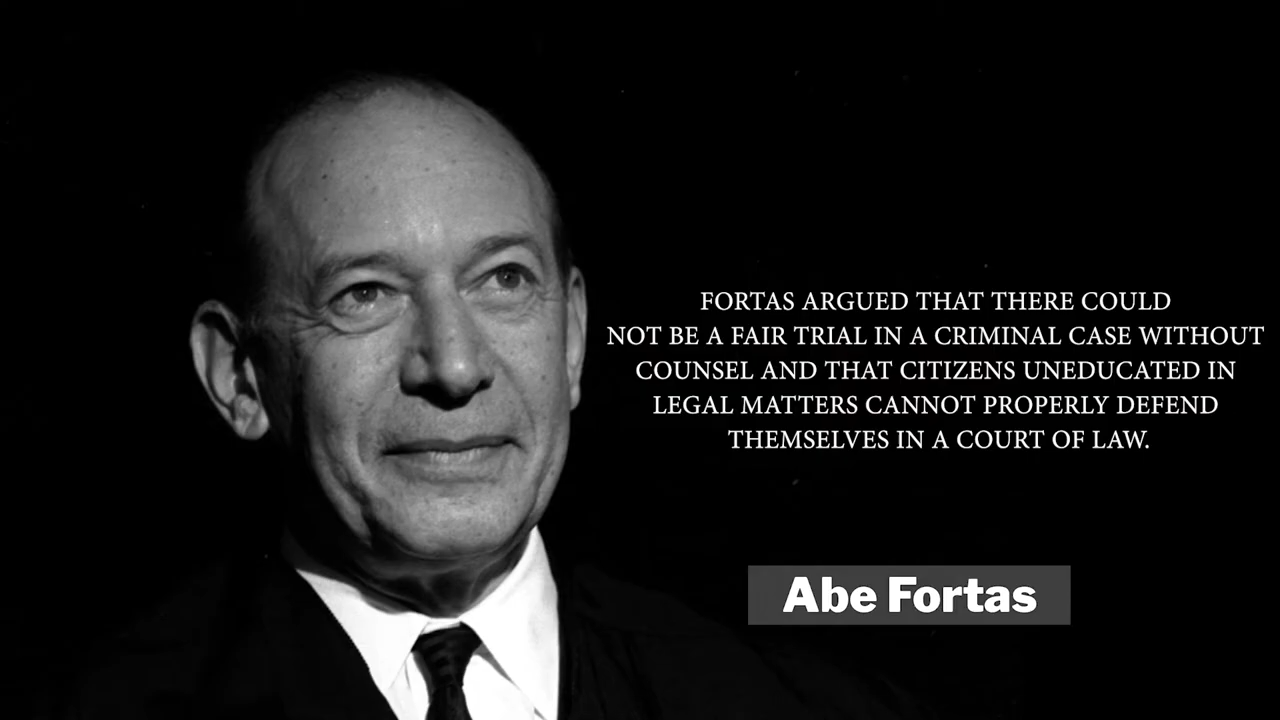 FORTAS ARGUED THAT THERE COULD
NOT BE A FAIR TRIAL IN A CRIMINAL CASE WITHOUT
COUNSEL AND THAT CITIZENS UNEDUCATED IN
LEGAL MATTERS CANNOT PROPERLY DEFEND
THEMSELVES IN A COURT OF LAW.
Abe Fortas